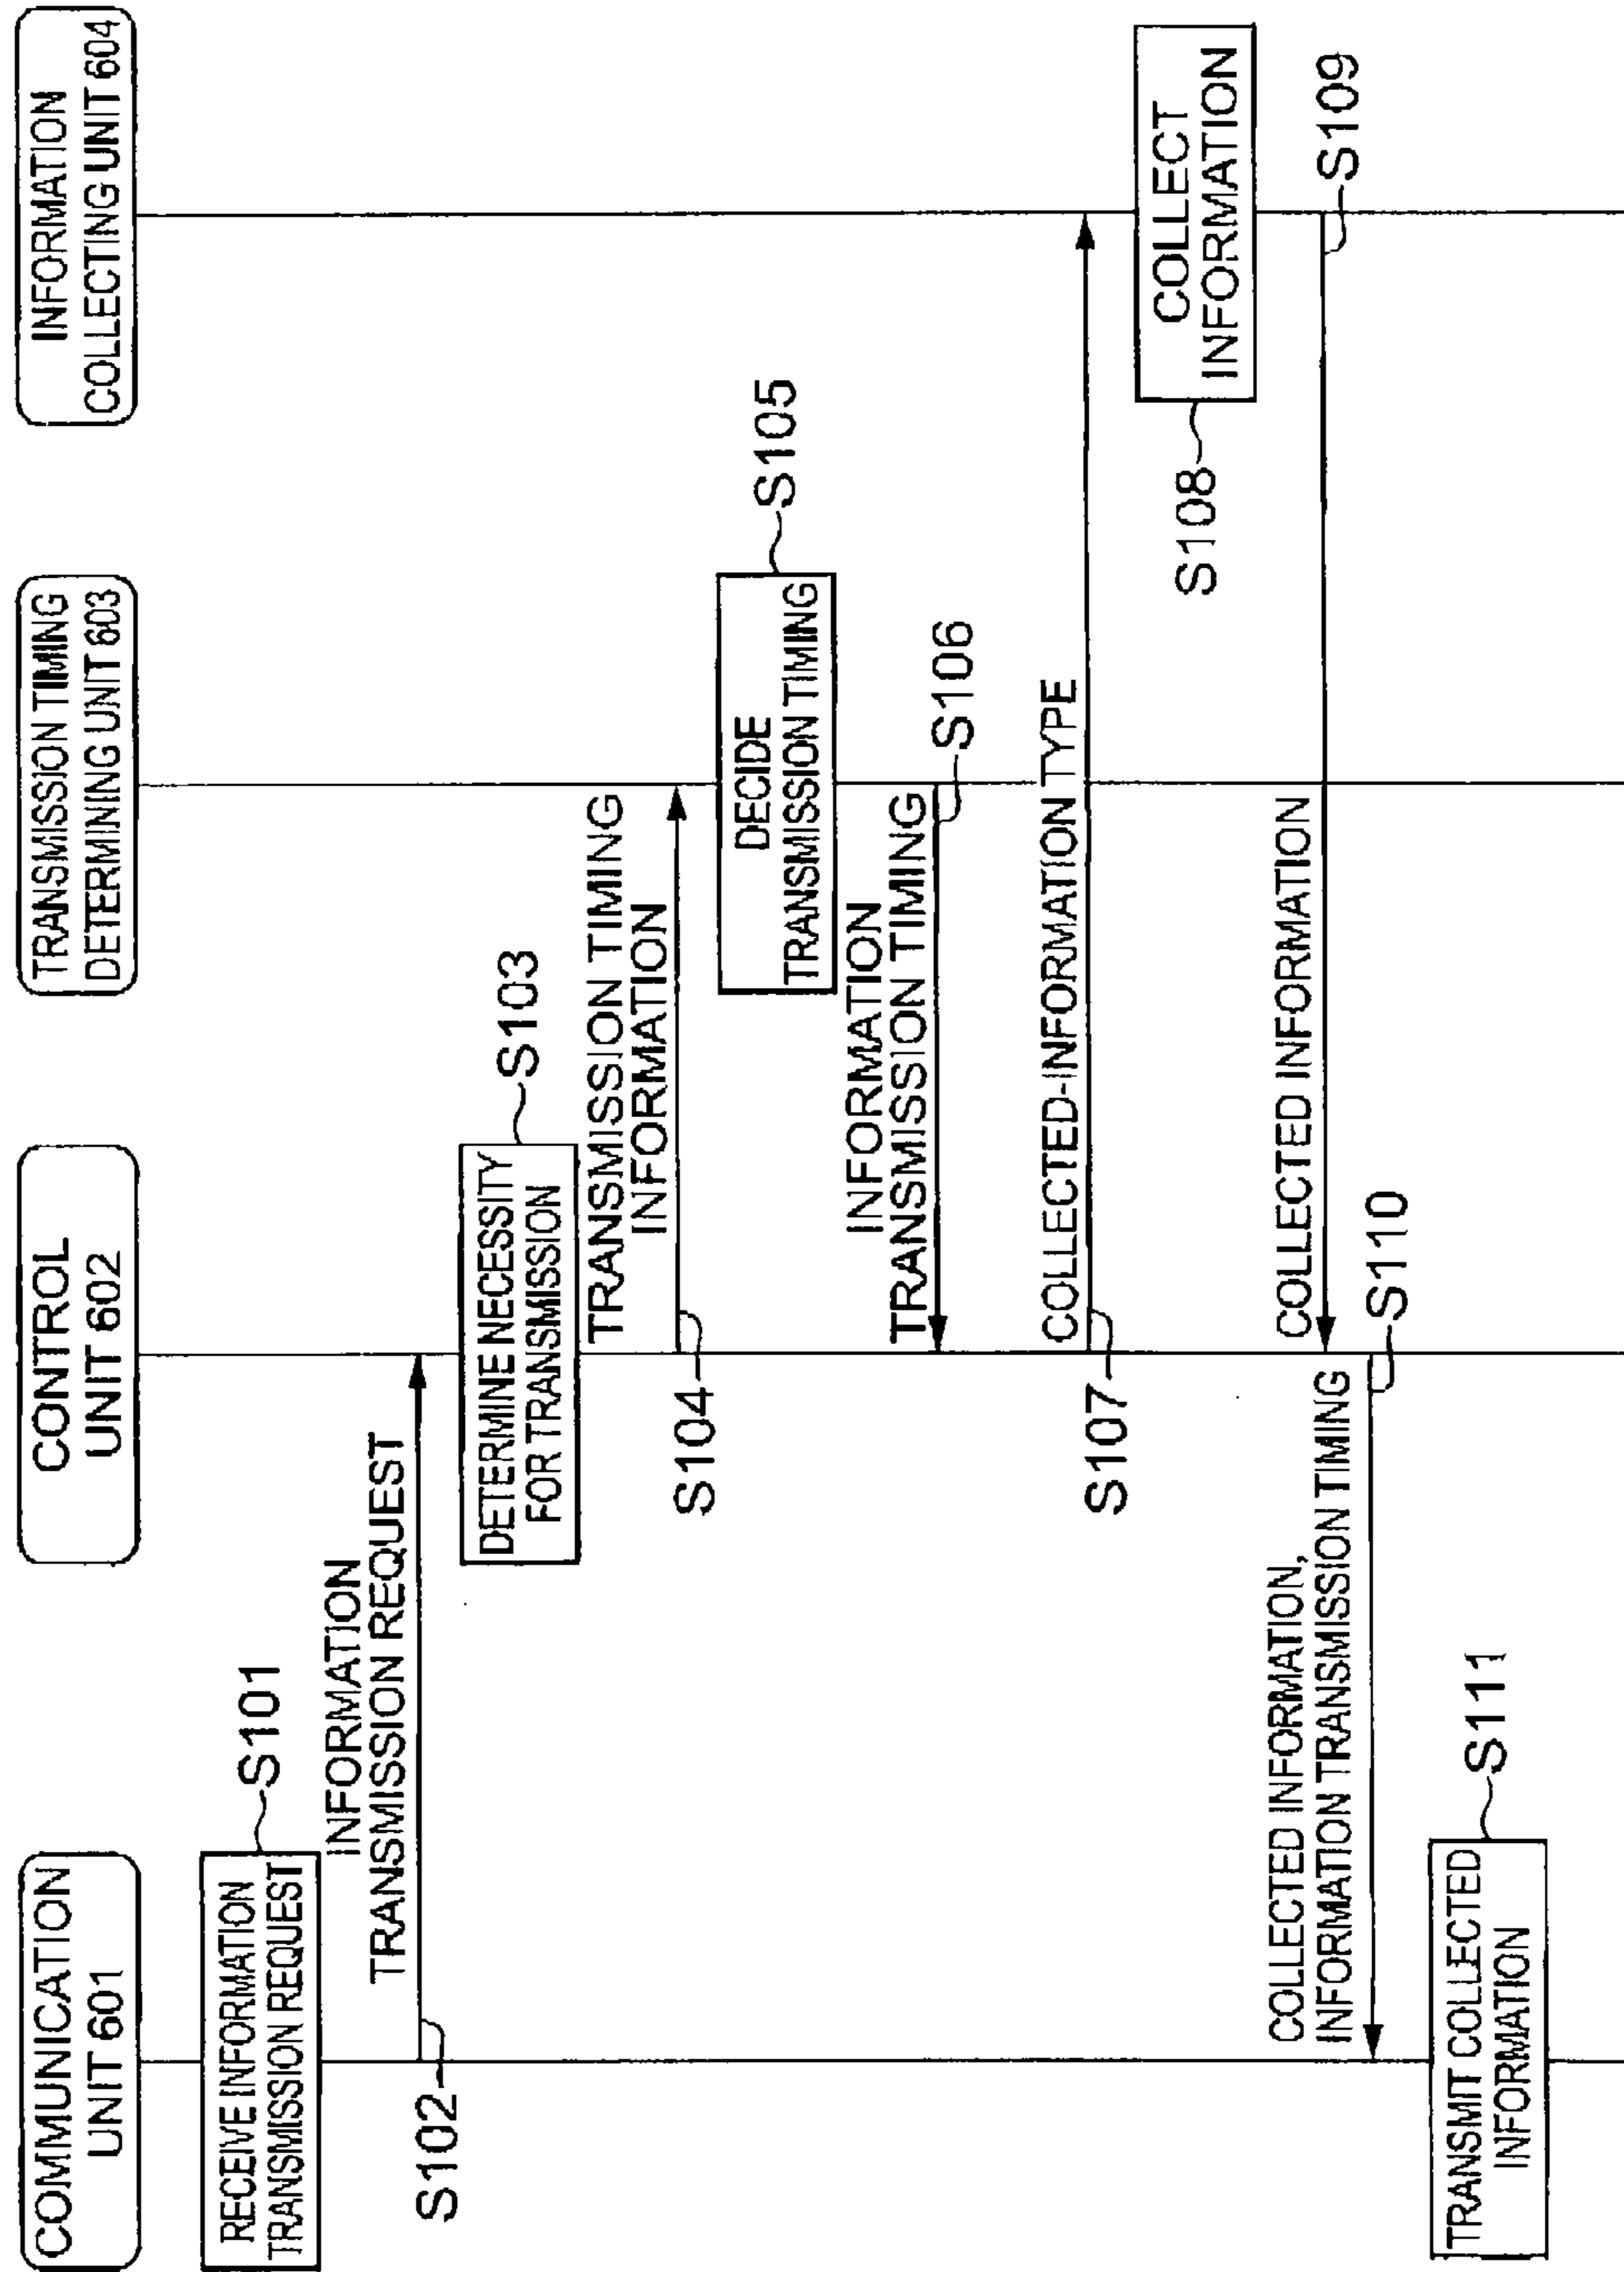 COMMUNICATION
UNIT 601
CONTROL
UNIT 602
TRANSMISSION TIMING
DETERMINING UNIT 603
INFORMATION
COLLECTING UNIT 604
RECEIVE INFORMATION
TRANSMISSION REQUEST
S101
INFORMATION
TRANSMISSION REQUEST
S102
DETERMINE NECESSITY
FOR TRANSMISSION
S103
TRANSMISSION TIMING
INFORMATION
S104
DECIDE
TRANSMISSION TIMING
S105
INFORMATION
TRANSMISSION TIMING
S106
COLLECTED-INFORMATION TYPE
S107
COLLECT
INFORMATION
S108
COLLECTED INFORMATION
S109
COLLECTED INFORMATION,
INFORMATION TRANSMISSION TIMING
S110
TRANSMIT COLLECTED
INFORMATION
S111